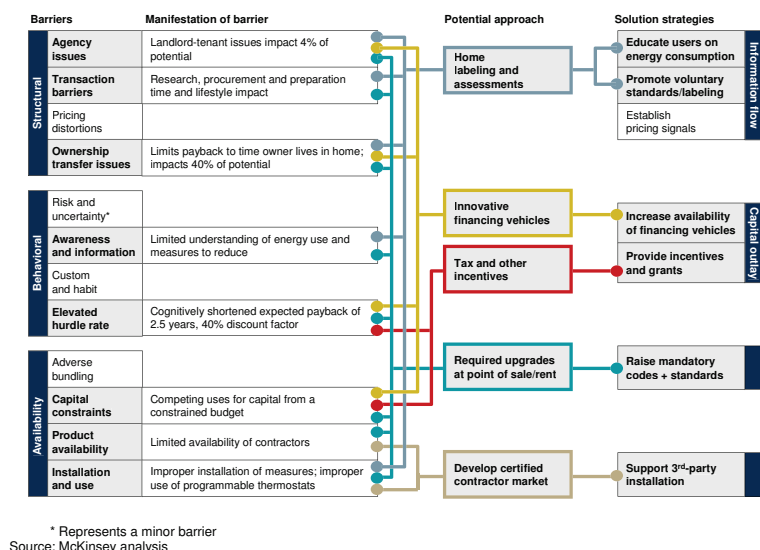 Barriers
Manifestation of barrier
Potential approach
Solution strategies
Structural
Agency
issues
Landlord-tenant issues impact 4% of
potential
Transaction
barriers
Research, procurement and preparation
time and lifestyle impact
Pricing
distortions
Ownership
transfer issues
Limits payback to time owner lives in home;
impacts 40% of potential
Behavioral
Risk and
uncertainty*
Awareness
and information
Limited understanding of energy use and
measures to reduce
Custom
and habit
Elevated
hurdle rate
Cognitively shortened expected payback of
2.5 years, 40% discount factor
Availability
Adverse
bundling
Capital
constraints
Competing uses for capital from a
constrained budget
Product
availability
Limited availability of contractors
Installation
and use
Improper installation of measures; improper
use of programmable thermostats
Home
labeling and
assessments
Innovative
financing vehicles
Tax and other
incentives
Required upgrades
at point of sale/rent
Develop certified
contractor market
Educate users on
energy consumption
Promote voluntary
standards/labeling
Establish
pricing signals
Information flow
Increase availability
of financing vehicles
Provide incentives
and grants
Capital outlay
Raise mandatory
codes + standards
Support 3rd-party
installation
* Represents a minor barrier
Source: McKinsey analysis